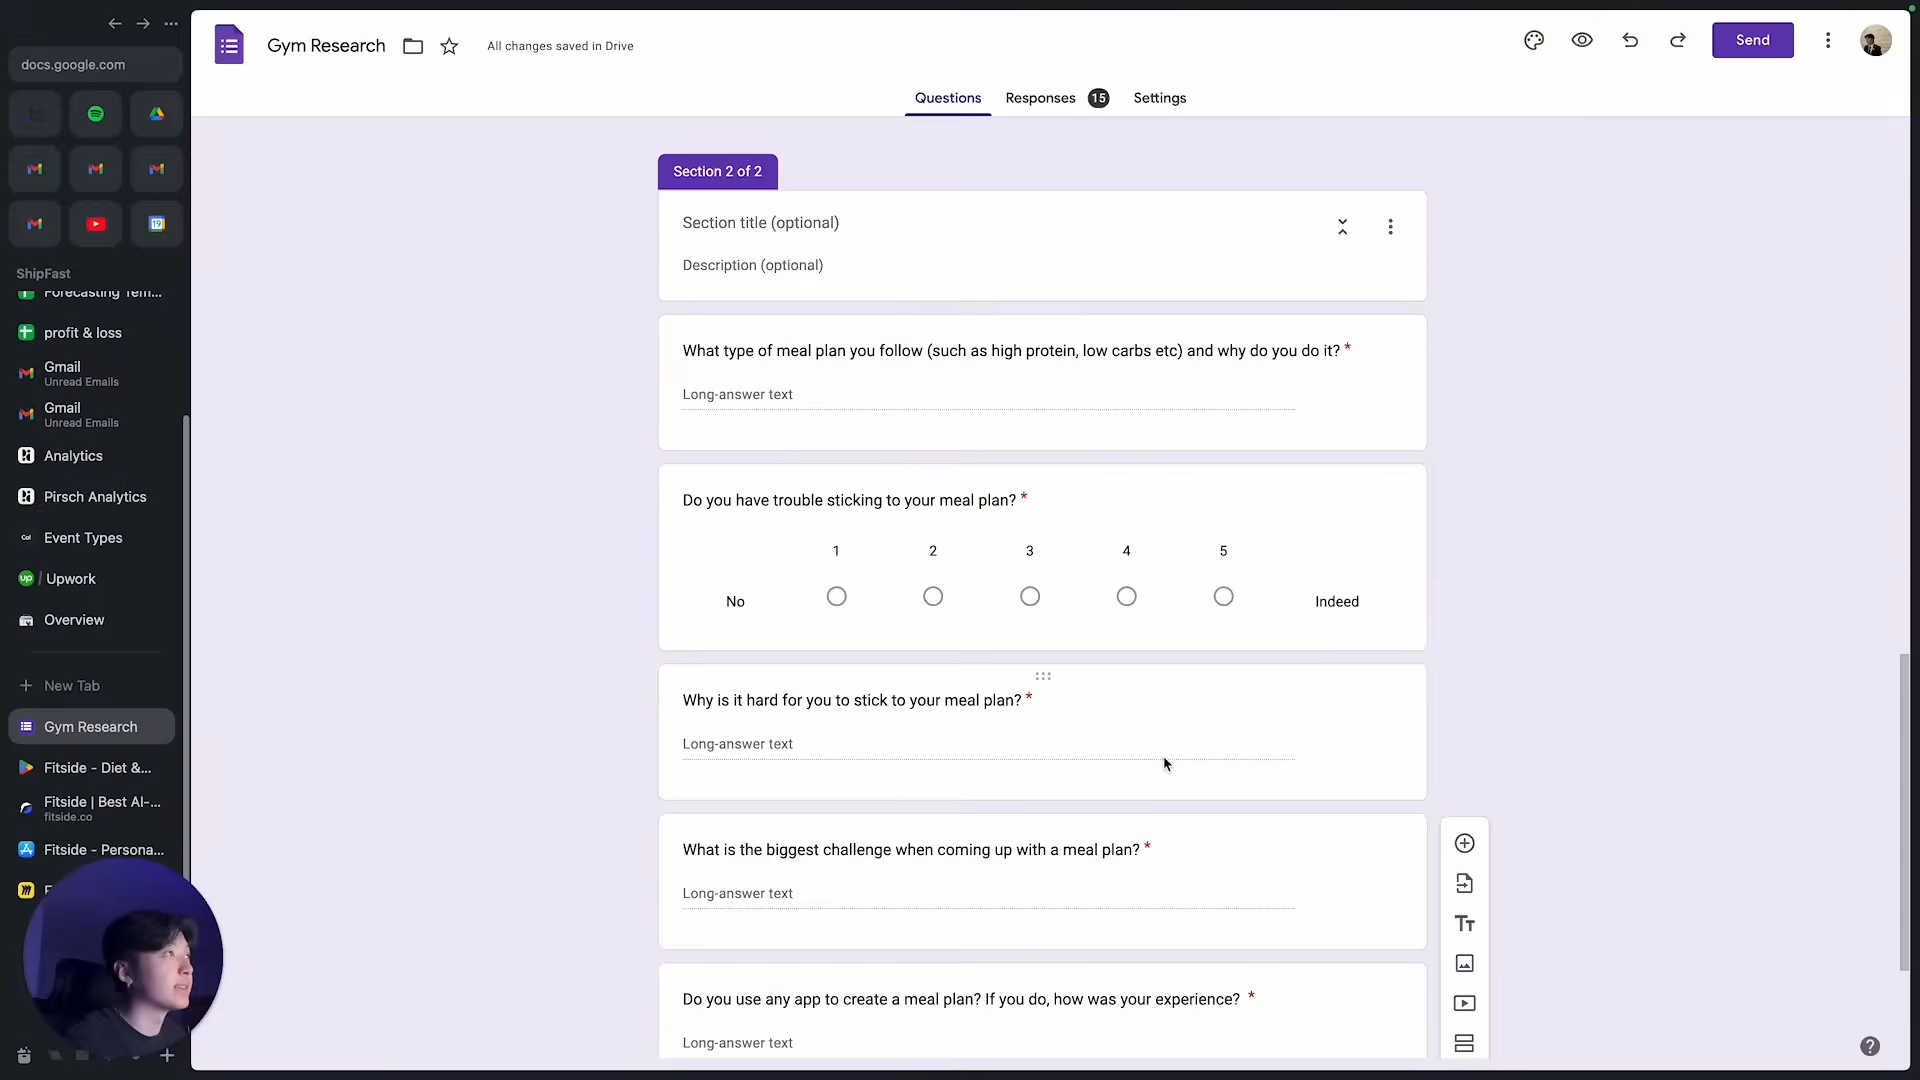 docs.google.com
Gym Research
All changes saved in Drive
Send
Questions
Responses 15
Settings
ShipFast
Forecasting Tem...
profit & loss
Gmail
Unread Emails
Gmail
Unread Emails
Analytics
Pirsch Analytics
Cal Event Types
up / Upwork
Overview
New Tab
Gym Research
Fitside - Diet &...
Fitside | Best AI-...
fitside.co
Fitside - Persona...
19
Section 2 of 2
Section title (optional)
Description (optional)
What type of meal plan you follow (such as high protein, low carbs etc) and why do you do it? *
Long-answer text
Do you have trouble sticking to your meal plan? *
1 2 3 4 5
No Indeed
Why is it hard for you to stick to your meal plan? *
Long-answer text
What is the biggest challenge when coming up with a meal plan? *
Long-answer text
Do you use any app to create a meal plan? If you do, how was your experience? *
Long-answer text
Tт